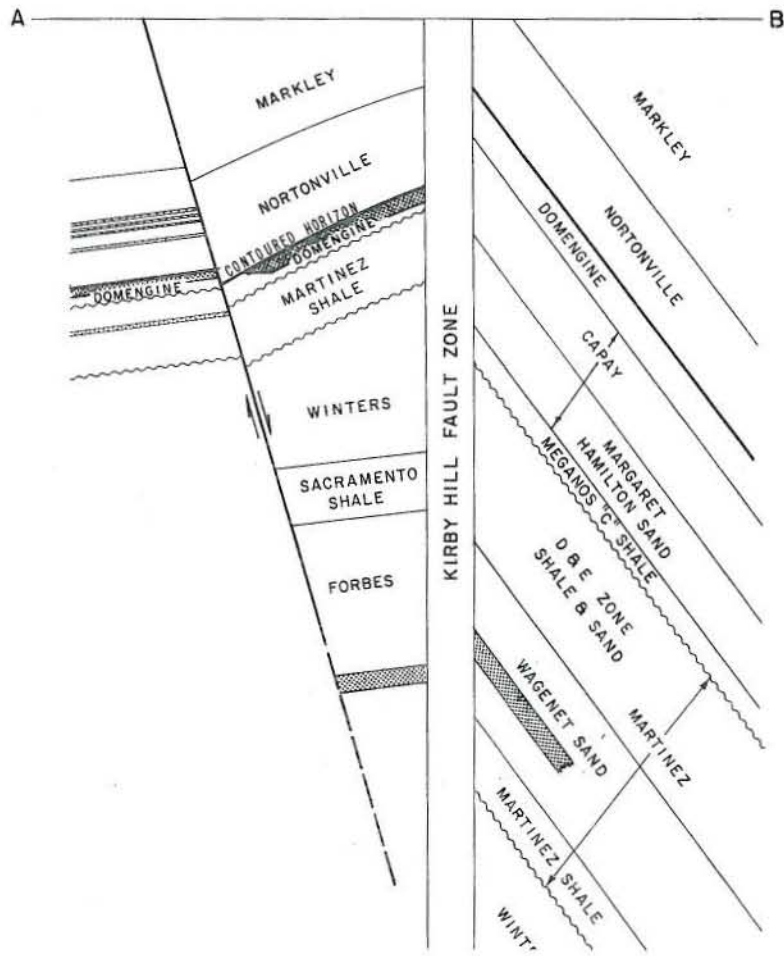 A
B
MARKLEY
NORTONVILLE
CONTOURED HORIZON
DOMENGINE
MARTINEZ
SHALE
DOMENGINE
WINTERS
SACRAMENTO
SHALE
FORBES
KIRBY HILL FAULT ZONE
MARKLEY
NORTONVILLE
DOMENGINE
CAPAY
MARGARET
HAMILTON SAND
MEGANOS "C" SHALE
D & E ZONE
SHALE & SAND
WAGENET SAND
MARTINEZ
MARTINEZ SHALE